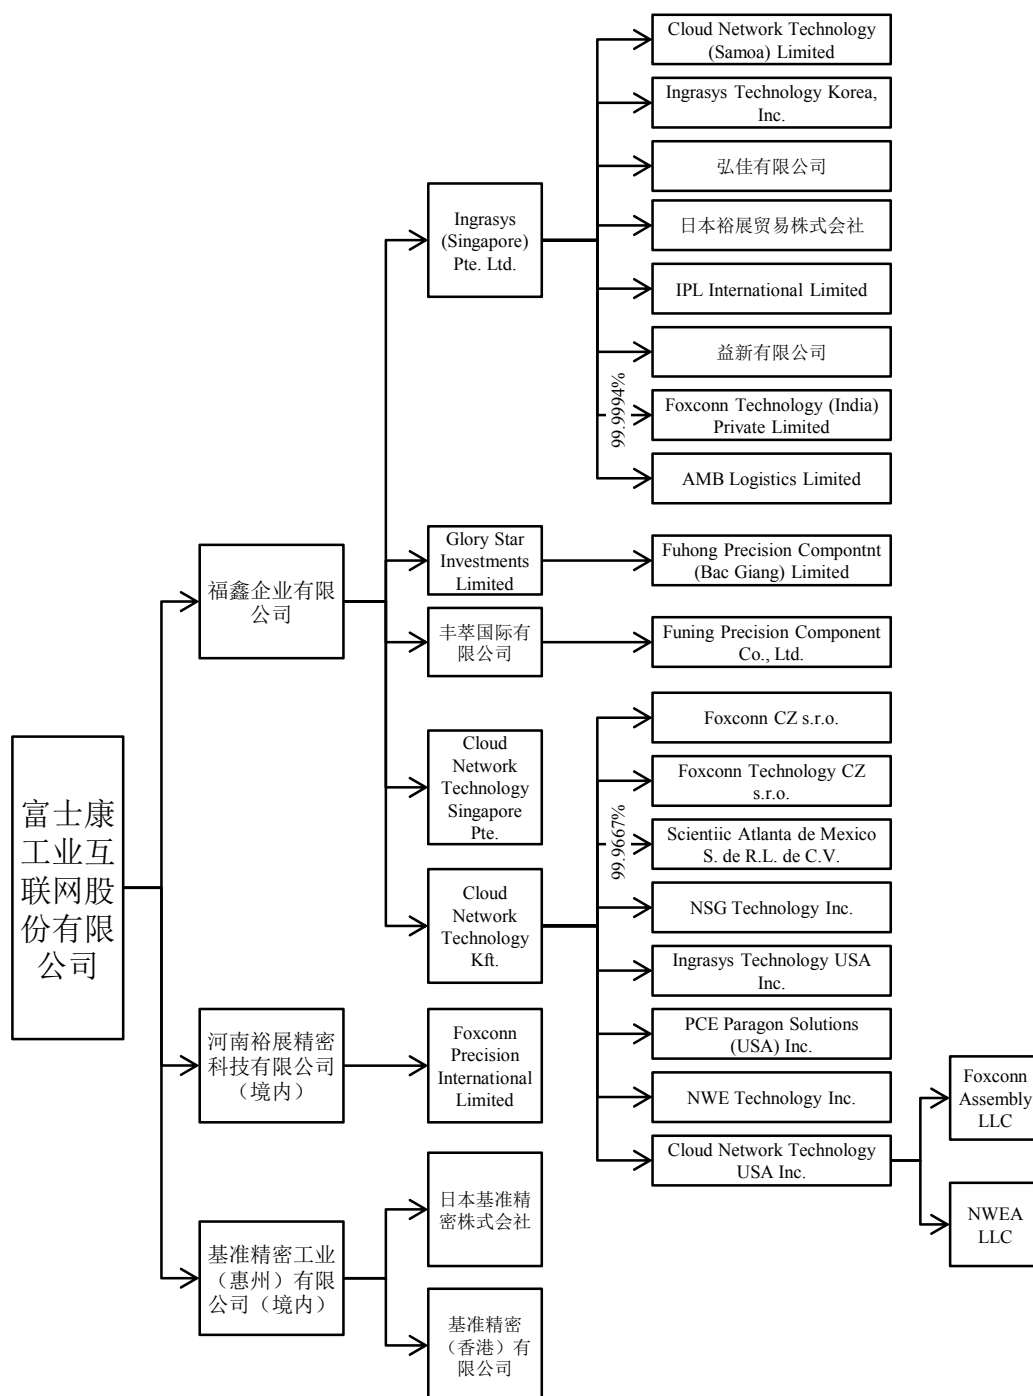 Cloud Network Technology
(Samoa) Limited
Ingrasys Technology Korea,
Inc.
弘佳有限公司
Ingrasys
(Singapore)
Pte. Ltd.
日本裕展贸易株式会社
IPL International Limited
益新有限公司
99.9994%
Foxconn Technology (India)
Private Limited
AMB Logistics Limited
福鑫企业有限
公司
Glory Star
Investments
Limited
Fuhong Precision Compontnt
(Bac Giang) Limited
丰萃国际有
限公司
Funing Precision Component
Co., Ltd.
富士康
工业互
联网股
份有限
公司
Cloud
Network
Technology
Singapore
Pte.
Cloud
Network
Technology
Kft.
Foxconn CZ s.r.o.
Foxconn Technology CZ
s.r.o.
99.9667%
Scientiic Atlanta de Mexico
S. de R.L. de C.V.
NSG Technology Inc.
Ingrasys Technology USA
Inc.
PCE Paragon Solutions
(USA) Inc.
NWE Technology Inc.
Cloud Network Technology
USA Inc.
Foxconn
Assembly
LLC
NWEA
LLC
河南裕展精密
科技有限公司
（境内）
Foxconn
Precision
International
Limited
基准精密工业
（惠州）有限
公司（境内）
日本基准精
密株式会社
基准精密
（香港）有
限公司